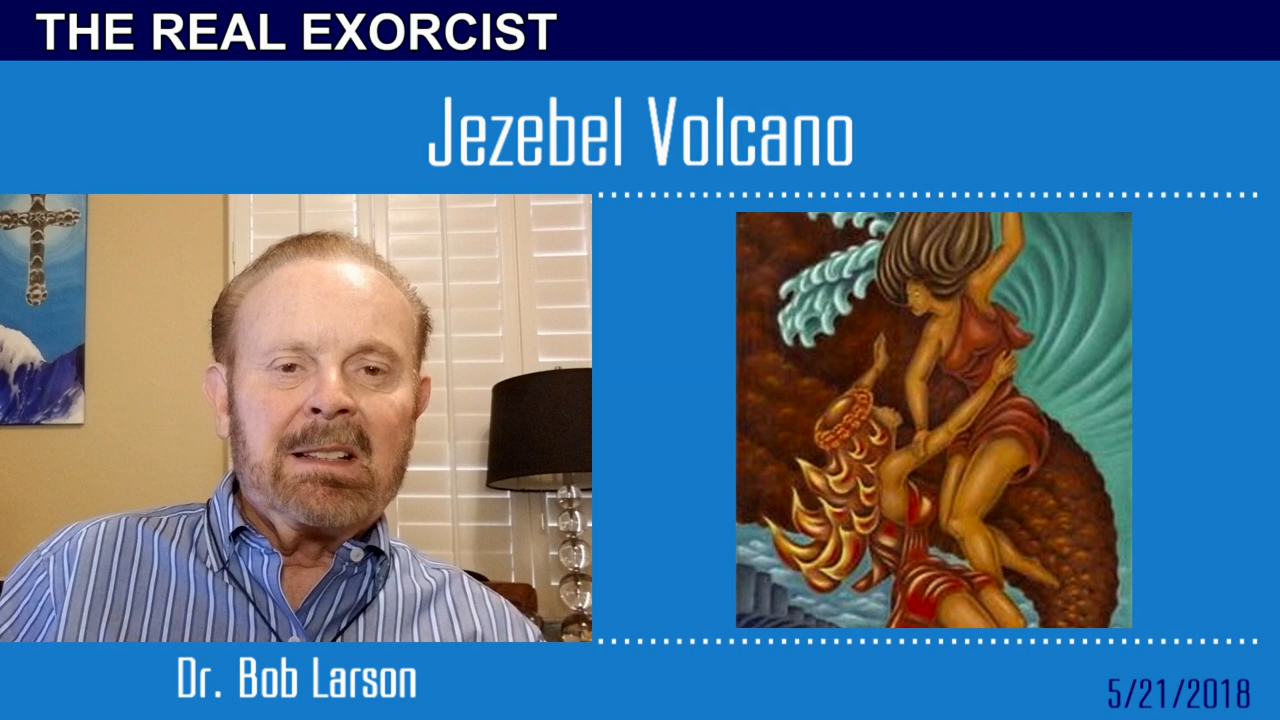 THE REAL EXORCIST
Jezebel Volcano
Dr. Bob Larson
5/21/2018